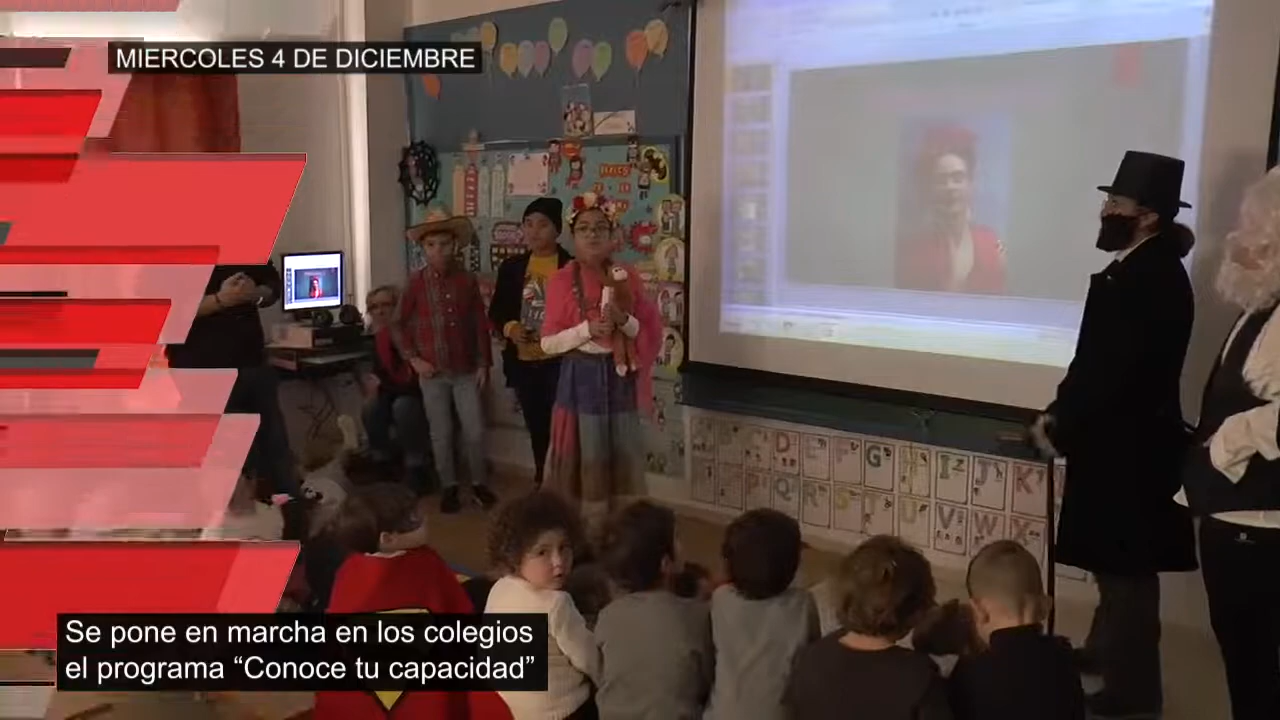 MIERCOLES 4 DE DICIEMBRE
D E F G H I J K
Q R S T U V W X
Se pone en marcha en los colegios
el programa “Conoce tu capacidad”